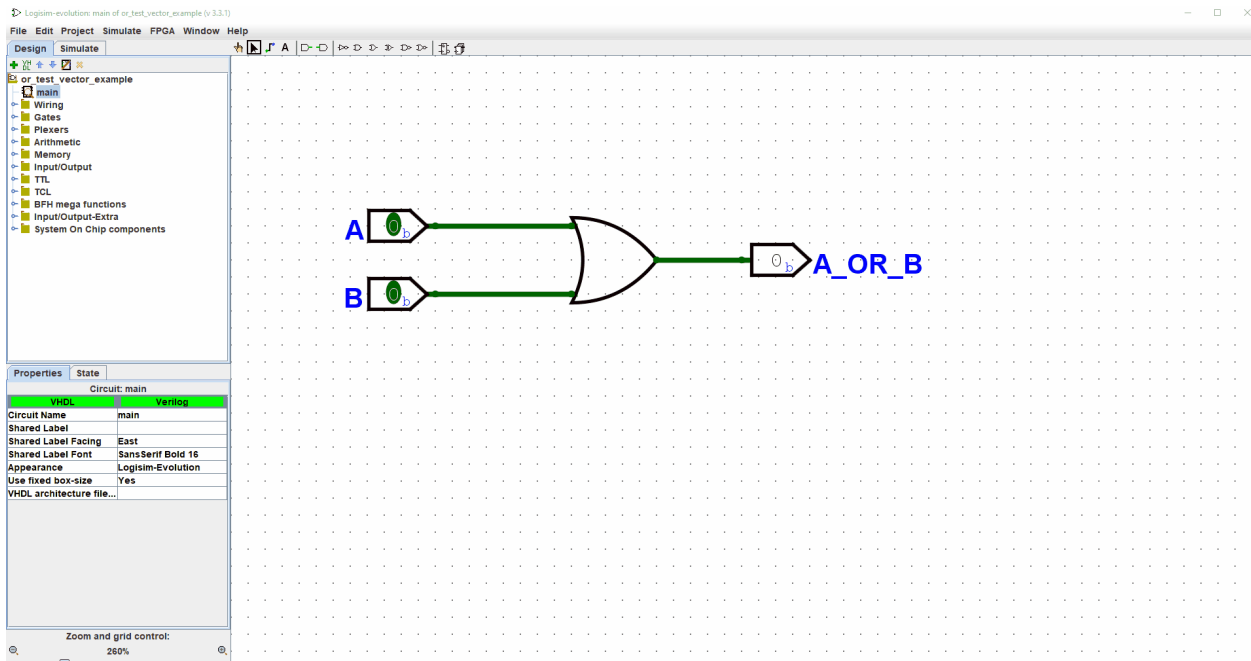 Logisim-evolution: main of or_test_vector_example (v 3.3.1)
File Edit Project Simulate FPGA Window Help
Design Simulate
A
or_test_vector_example
main
Wiring
Gates
Plexers
Arithmetic
Memory
Input/Output
TTL
TCL
BFH mega functions
Input/Output-Extra
System On Chip components
A 0 b
B 0 b
0 b A_OR_B
Properties State
Circuit: main
VHDL Verilog
Circuit Name main
Shared Label
Shared Label Facing East
Shared Label Font SansSerif Bold 16
Appearance Logisim-Evolution
Use fixed box-size Yes
VHDL architecture file...
Zoom and grid control:
260%